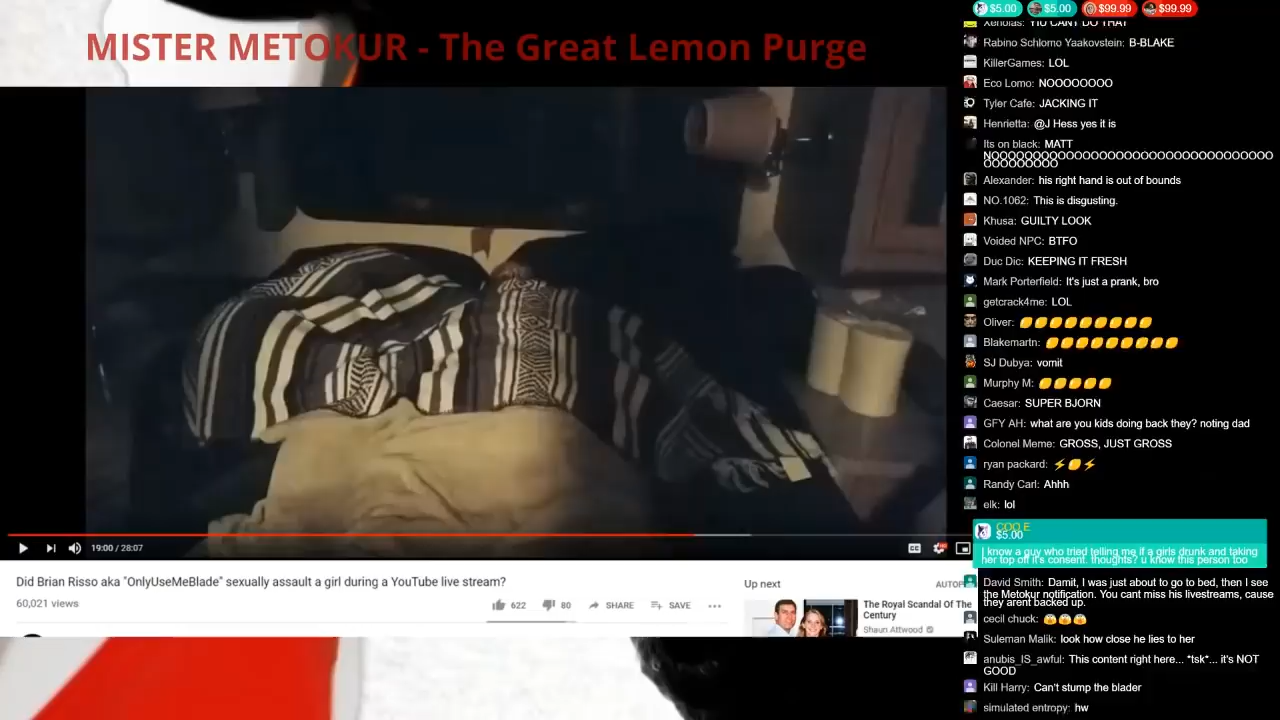 MISTER METOKUR - The Great Lemon Purge
19:00 / 28:07
CC
Did Brian Risso aka "OnlyUseMeBlade" sexually assault a girl during a YouTube live stream?
60,021 views
622
80
SHARE
SAVE
Up next
AUTOP
The Royal Scandal Of The
Century
Shaun Attwood
$5.00 $5.00 $99.99 $99.99
Xenofas: YIU CANT DO THAT
Rabino Schlomo Yaakovstein: B-BLAKE
KillerGames: LOL
Eco Lomo: NOOOOOOOO
Tyler Cafe: JACKING IT
Henrietta: @J Hess yes it is
Its on black: MATT
NOOOOOOOOOOOOOOOOOOOOOOOOOOOOOOOOO
OOOOOOOOO
Alexander: his right hand is out of bounds
NO.1062: This is disgusting.
Khusa: GUILTY LOOK
Voided NPC: BTFO
Duc Dic: KEEPING IT FRESH
Mark Porterfield: It's just a prank, bro
getcrack4me: LOL
Oliver: 🍋🍋🍋🍋🍋🍋🍋🍋🍋
Blakemartn: 🍋🍋🍋🍋🍋🍋🍋🍋🍋
SJ Dubya: vomit
Murphy M: 🍋🍋🍋🍋🍋
Caesar: SUPER BJORN
GFY AH: what are you kids doing back they? noting dad
Colonel Meme: GROSS, JUST GROSS
ryan packard: ⚡🍋⚡
Randy Carl: Ahhh
elk: lol
COO E
$5.00
I know a guy who tried telling me if a girls drunk and taking
her top off it's consent. thoughts? u know this person too
David Smith: Damit, I was just about to go to bed, then I see
the Metokur notification. You cant miss his livestreams, cause
they arent backed up.
cecil chuck: 😱😱😱
Suleman Malik: look how close he lies to her
anubis_IS_awful: This content right here... *tsk*... it's NOT
GOOD
Kill Harry: Can't stump the blader
simulated entropy: hw